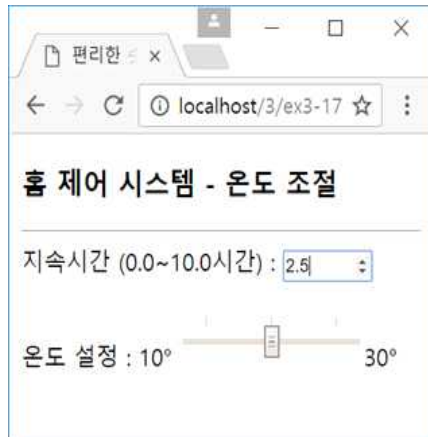 편리한
localhost/3/ex3-17
홈 제어 시스템 - 온도 조절
지속시간 (0.0~10.0시간) : 2.5
온도 설정 : 10° 30°